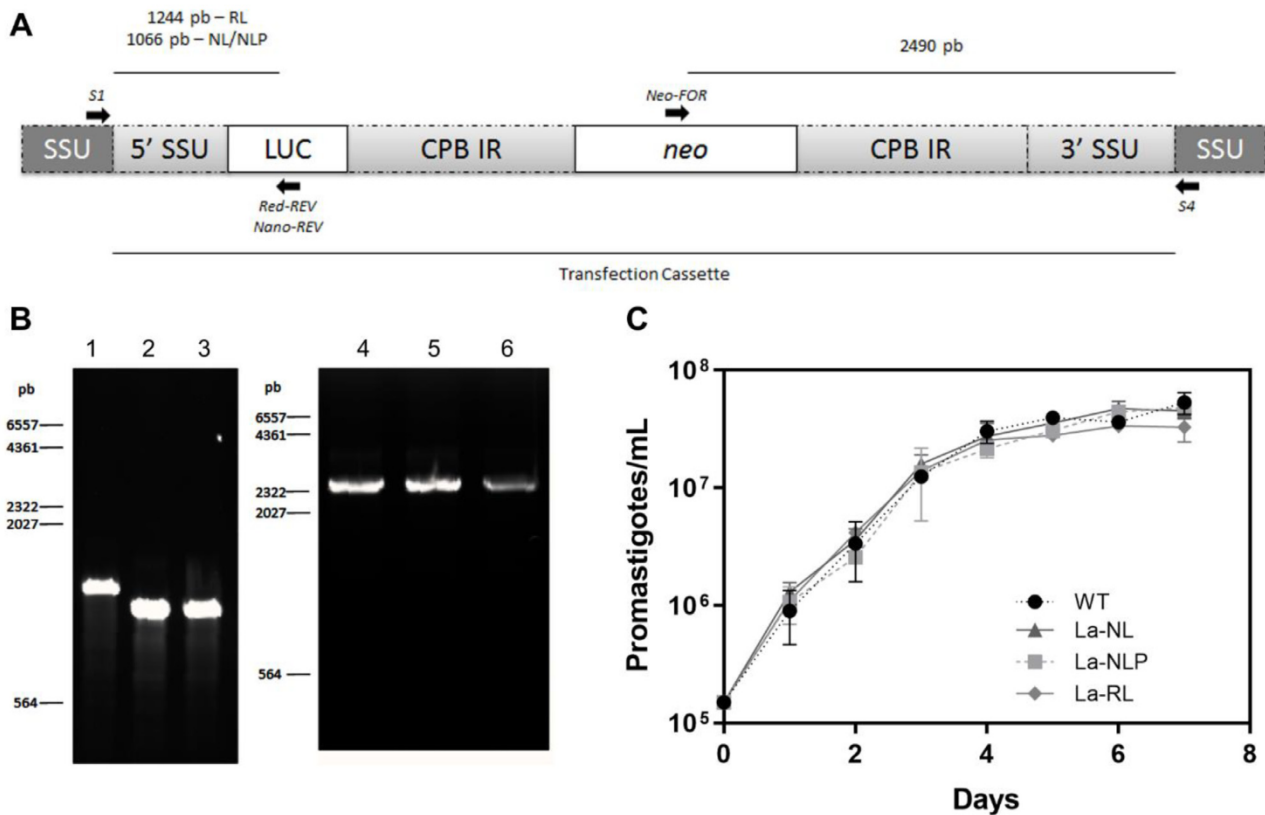 A
1244 pb – RL
1066 pb – NL/NLP
2490 pb
S1
Neo-FOR
SSU
5’ SSU
LUC
CPB IR
neo
CPB IR
3’ SSU
SSU
Red-REV
Nano-REV
S4
Transfection Cassette
B
1 2 3
pb
6557
4361
2322
2027
564
4 5 6
pb
6557
4361
2322
2027
564
C
Promastigotes/mL
10⁸
10⁷
10⁶
10⁵
WT
La-NL
La-NLP
La-RL
0 2 4 6 8
Days